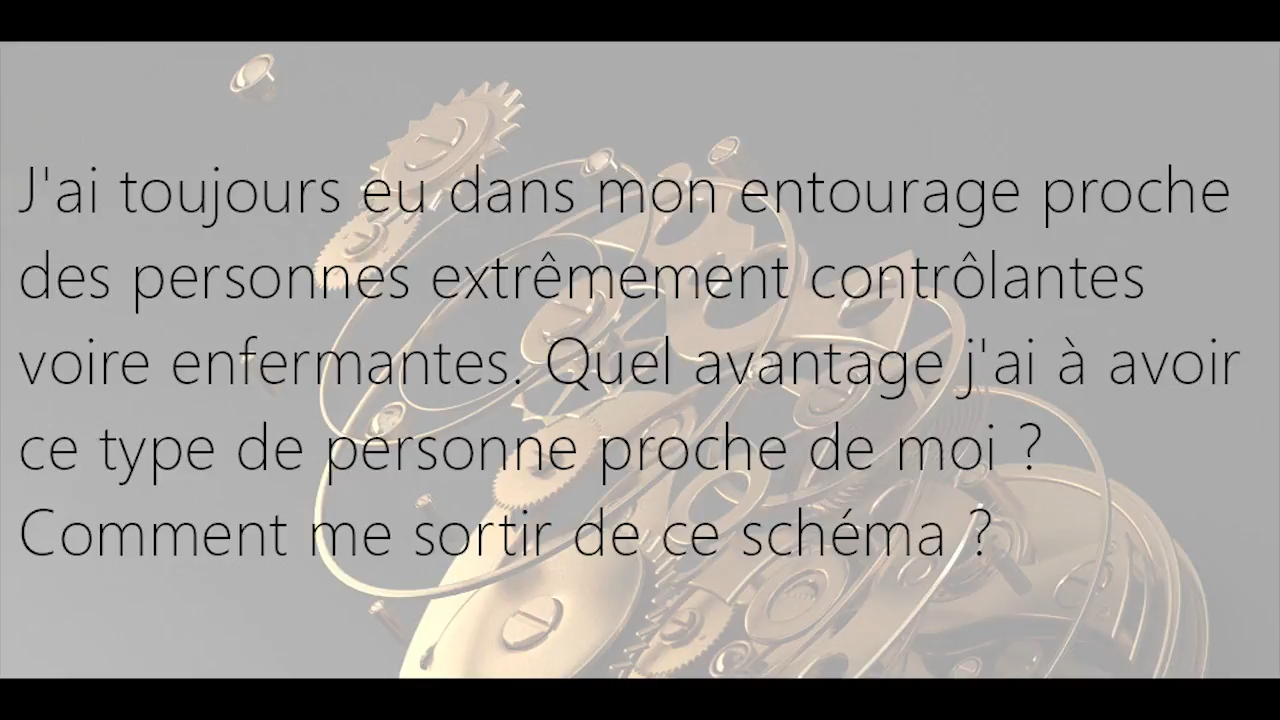 J'ai toujours eu dans mon entourage proche
des personnes extrêmement contrôlantes
voire enfermantes. Quel avantage j'ai à avoir
ce type de personne proche de moi ?
Comment me sortir de ce schéma ?